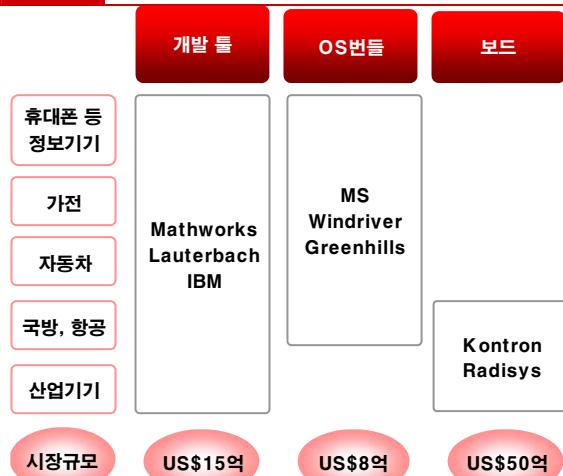 개발 툴
OS번들
보드
휴대폰 등
정보기기
가전
자동차
국방, 항공
산업기기
Mathworks
Lauterbach
IBM
MS
Windriver
Greenhills
Kontron
Radisys
시장규모
US$15억
US$8억
US$50억